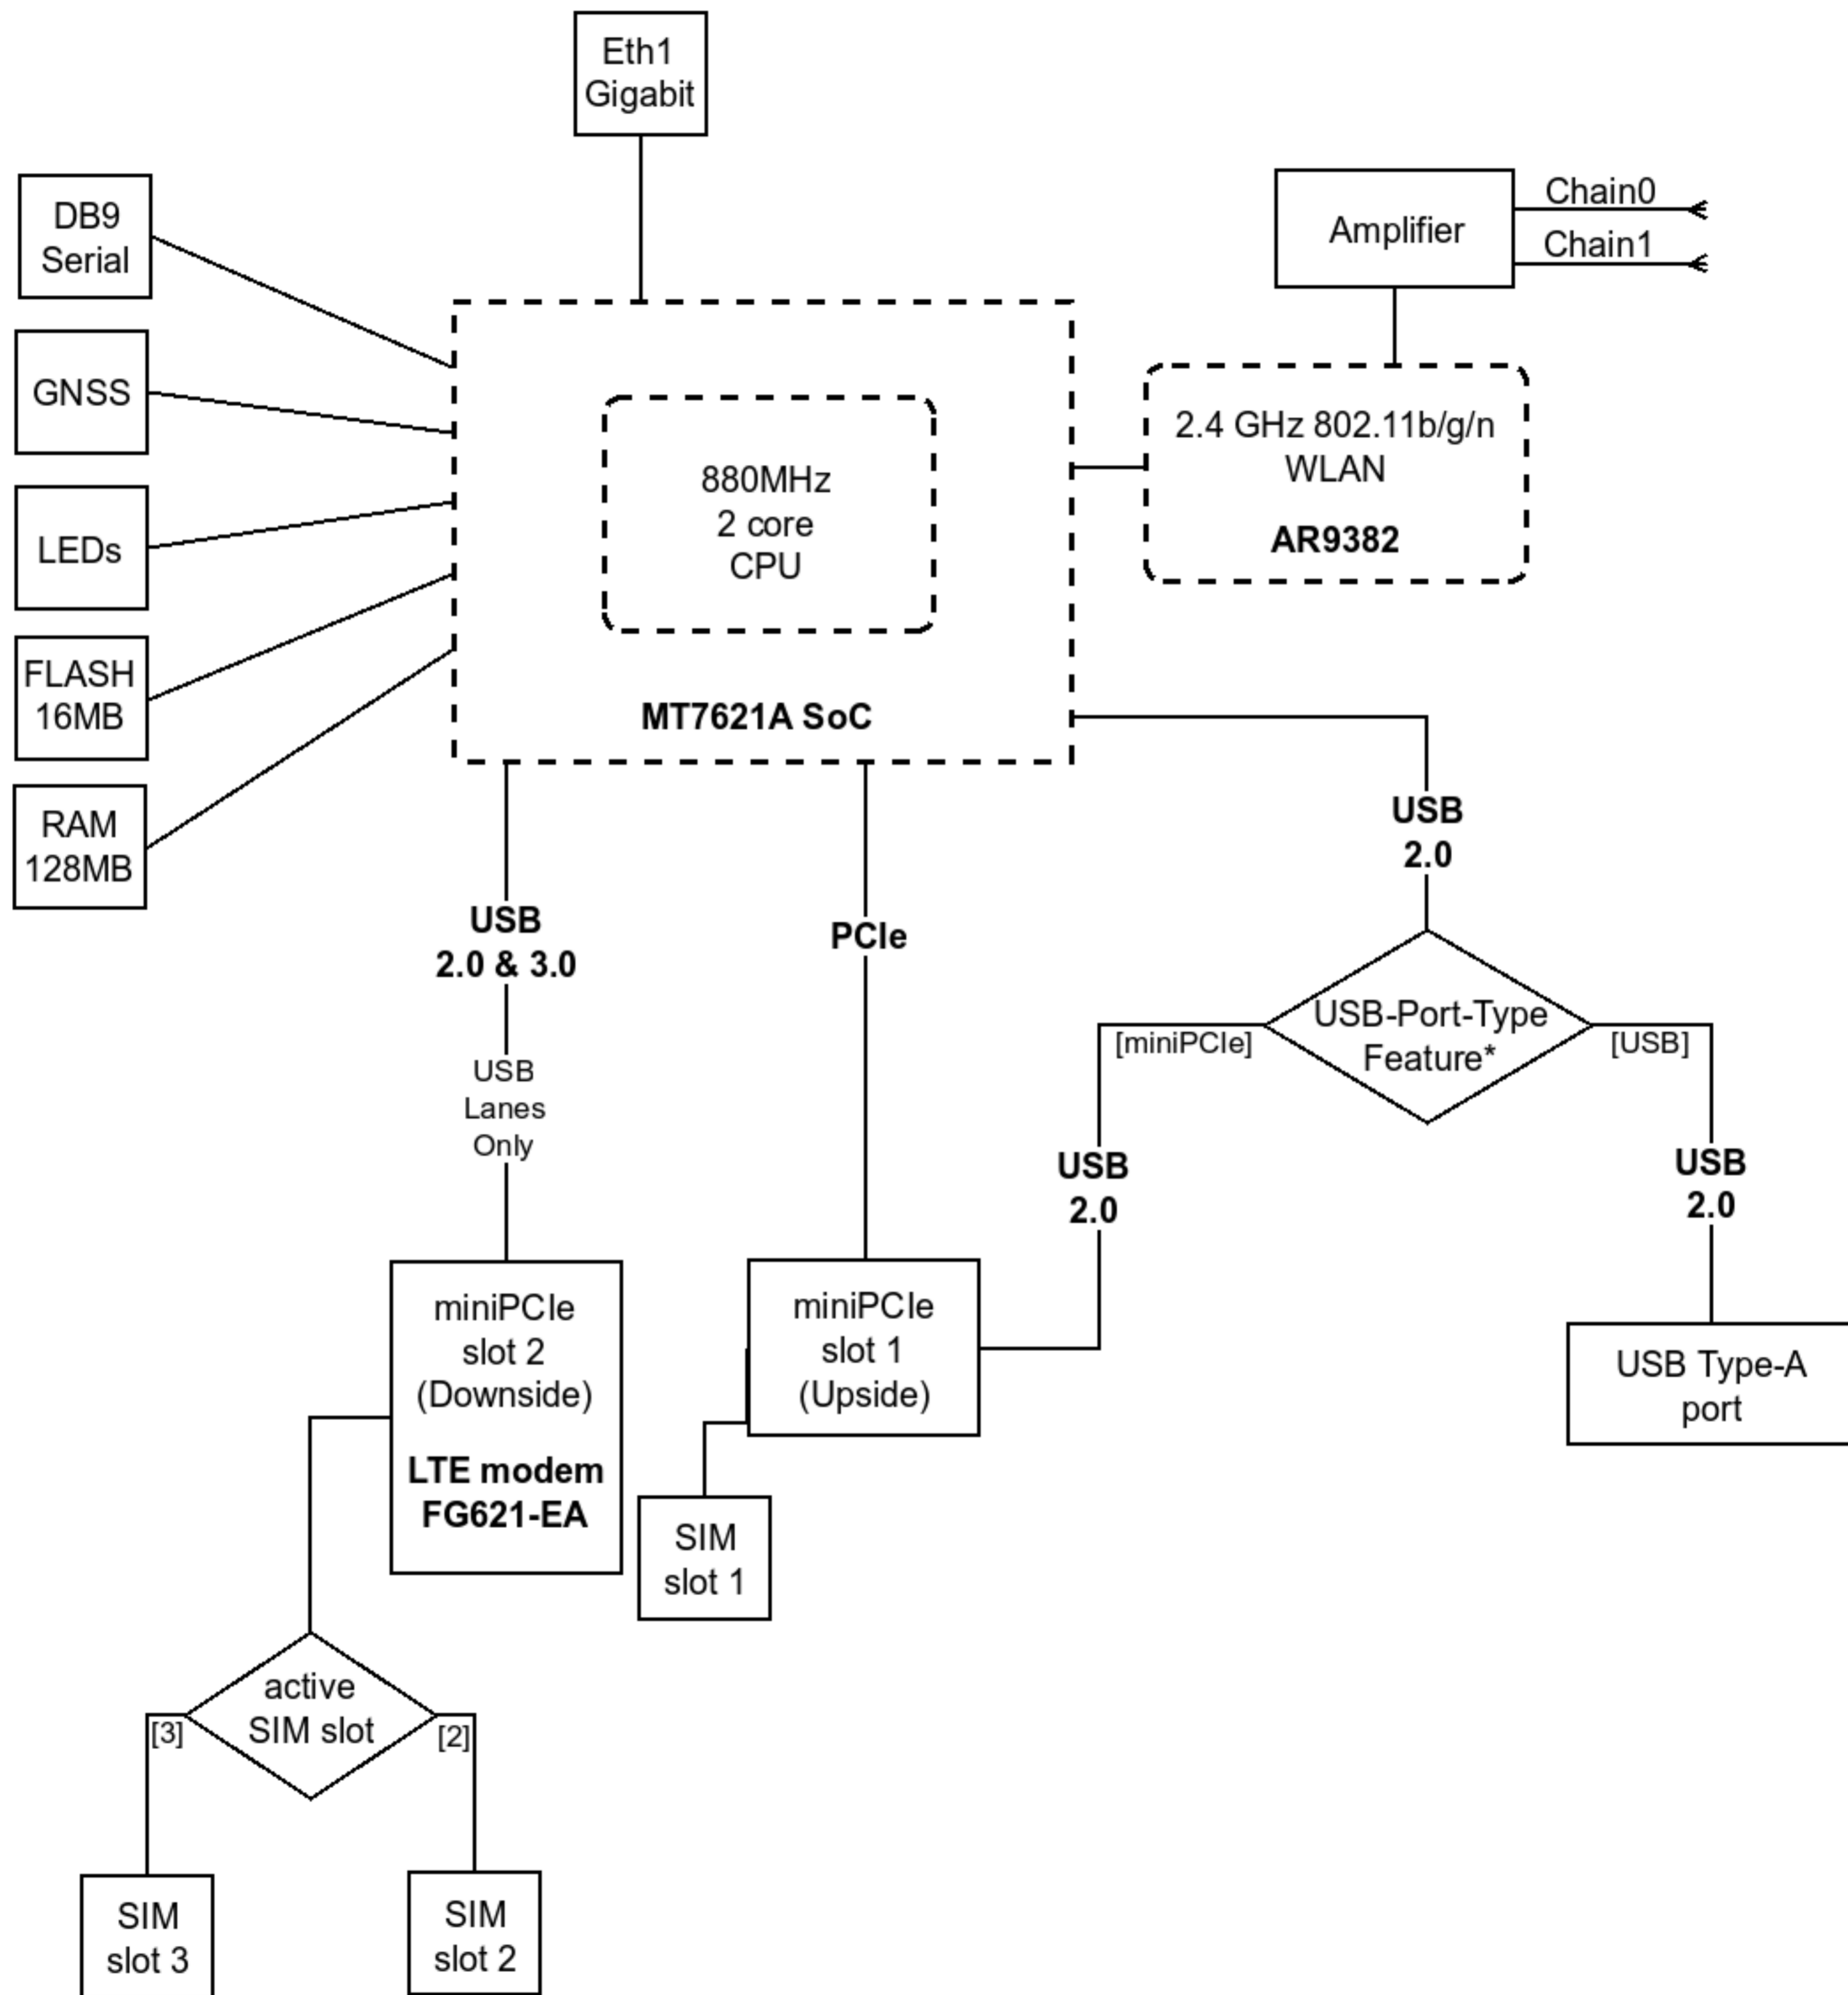 Eth1
Gigabit
DB9
Serial
GNSS
LEDs
FLASH
16MB
RAM
128MB
880MHz
2 core
CPU
MT7621A SoC
Amplifier
Chain0
Chain1
2.4 GHz 802.11b/g/n
WLAN
AR9382
USB
2.0 & 3.0
USB
Lanes
Only
PCIe
USB
2.0
USB-Port-Type
Feature*
[miniPCIe]
[USB]
USB
2.0
USB
2.0
miniPCIe
slot 2
(Downside)
LTE modem
FG621-EA
miniPCIe
slot 1
(Upside)
USB Type-A
port
SIM
slot 1
active
SIM slot
[3]
[2]
SIM
slot 3
SIM
slot 2